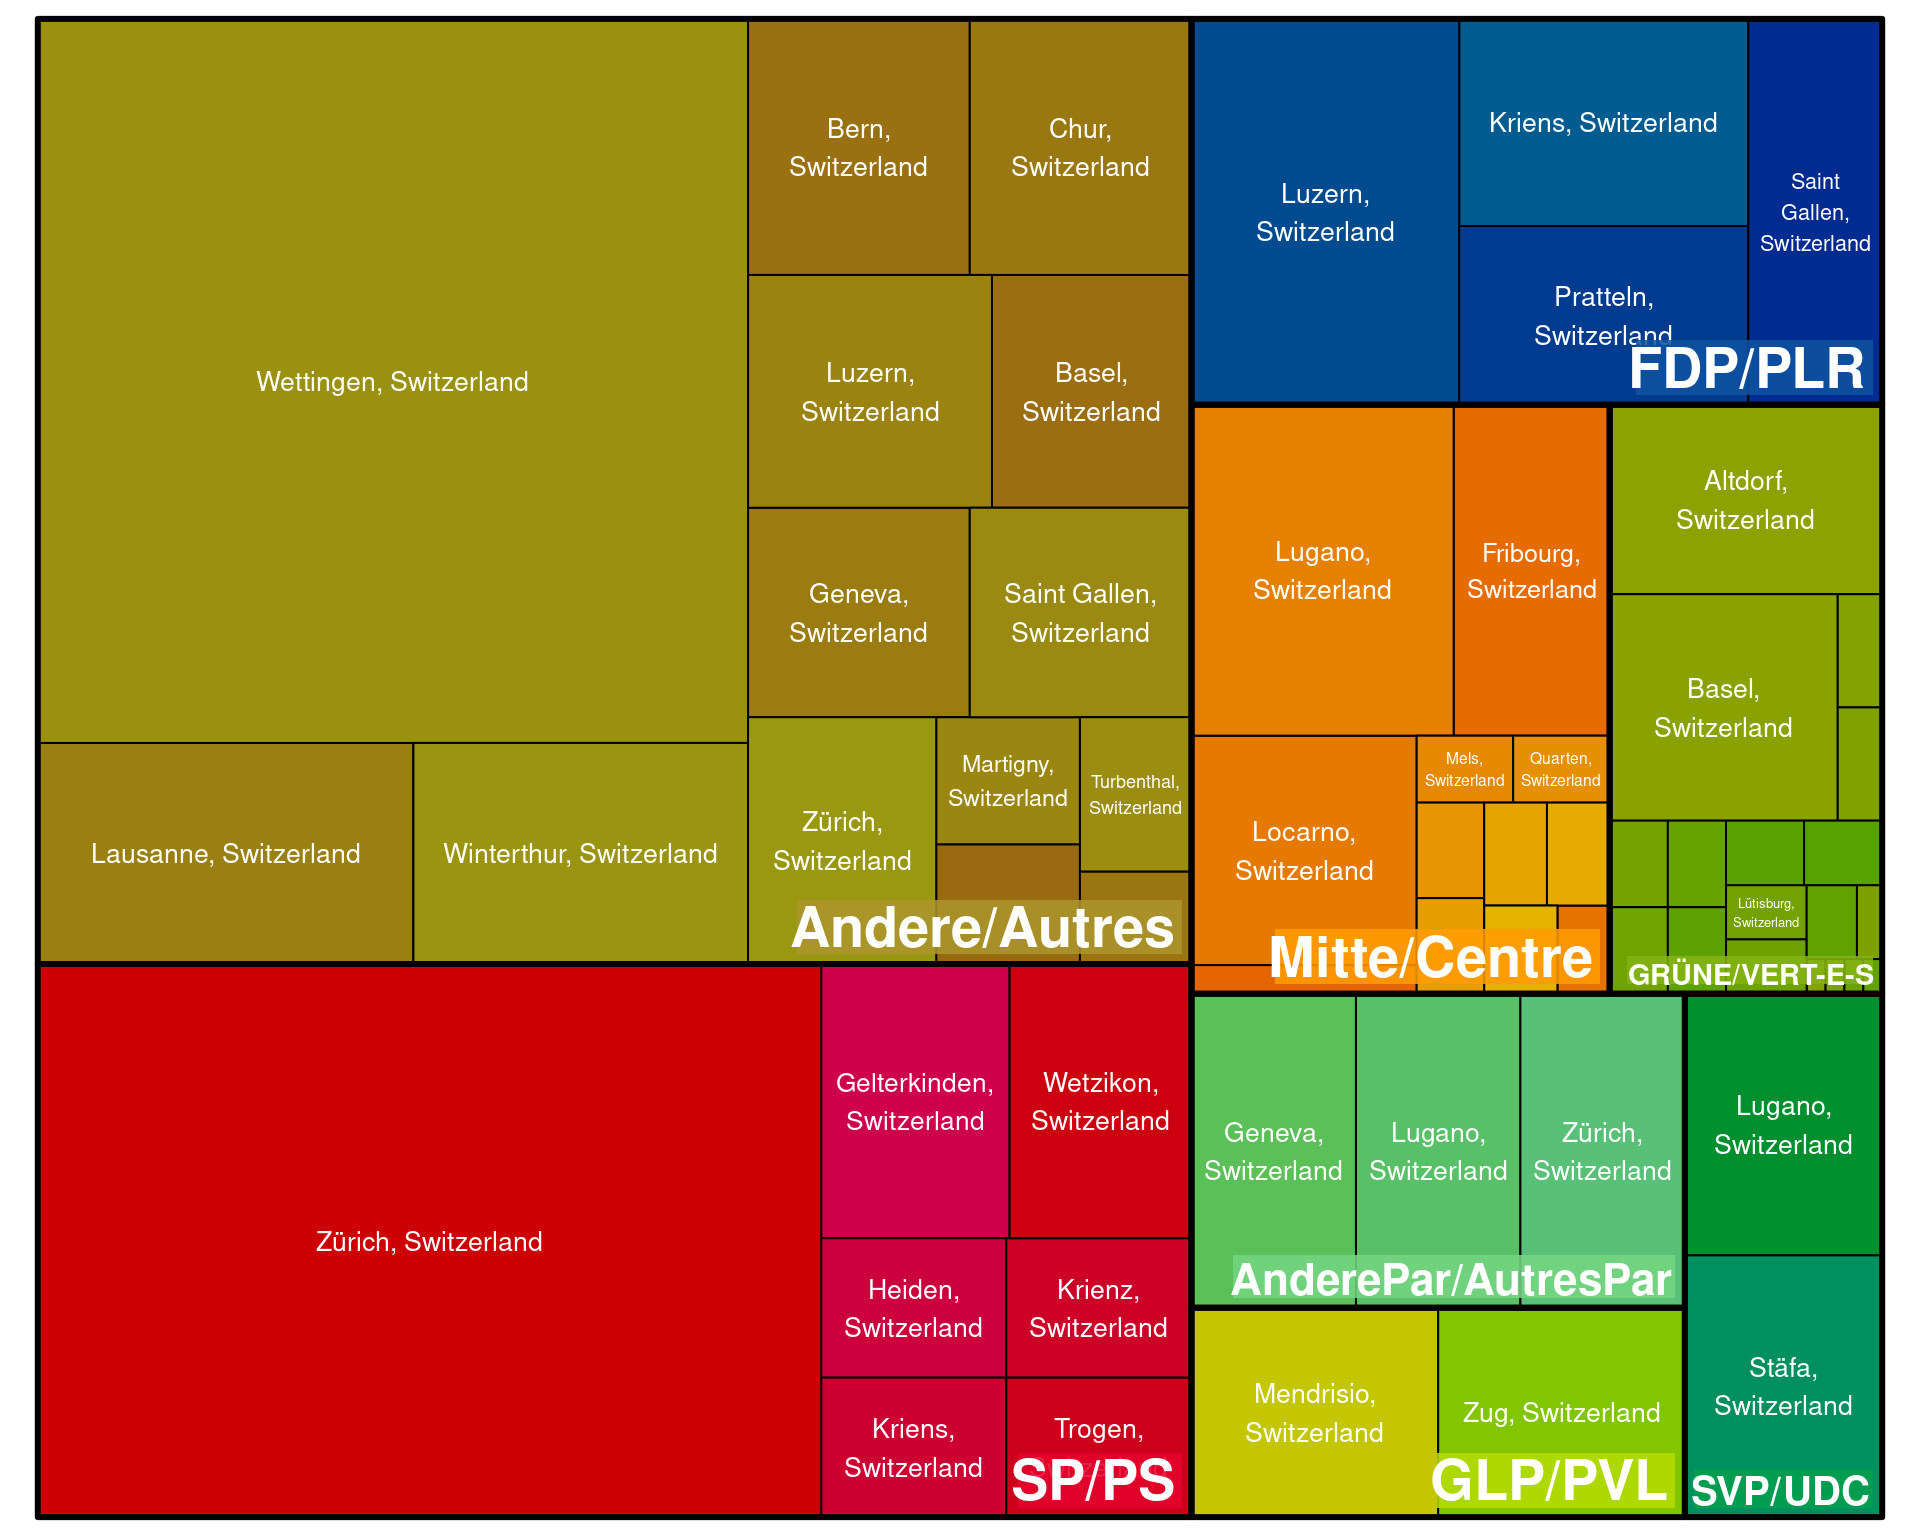 Wettingen, Switzerland
Bern,
Switzerland
Chur,
Switzerland
Luzern,
Switzerland
Basel,
Switzerland
Geneva,
Switzerland
Saint Gallen,
Switzerland
Lausanne, Switzerland
Winterthur, Switzerland
Zürich,
Switzerland
Martigny,
Switzerland
Turbenthal,
Switzerland
Andere/Autres
Luzern,
Switzerland
Kriens, Switzerland
Pratteln,
Switzerland
Saint
Gallen,
Switzerland
FDP/PLR
Lugano,
Switzerland
Fribourg,
Switzerland
Locarno,
Switzerland
Mels,
Switzerland
Quarten,
Switzerland
Mitte/Centre
Altdorf,
Switzerland
Basel,
Switzerland
Lütisburg,
Switzerland
GRÜNE/VERT-E-S
Zürich, Switzerland
Gelterkinden,
Switzerland
Wetzikon,
Switzerland
Heiden,
Switzerland
Krienz,
Switzerland
Kriens,
Switzerland
Trogen,
SP/PS
Geneva,
Switzerland
Lugano,
Switzerland
Zürich,
Switzerland
AnderePar/AutresPar
Mendrisio,
Switzerland
Zug, Switzerland
GLP/PVL
Lugano,
Switzerland
Stäfa,
Switzerland
SVP/UDC